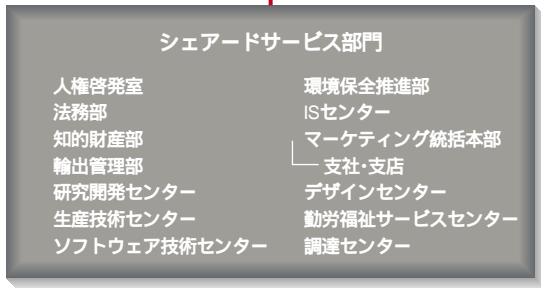 シェアードサービス部門
人権啓発室
法務部
知的財産部
輸出管理部
研究開発センター
生産技術センター
ソフトウェア技術センター
環境保全推進部
ISセンター
マーケティング統括本部
支社・支店
デザインセンター
勤労福祉サービスセンター
調達センター